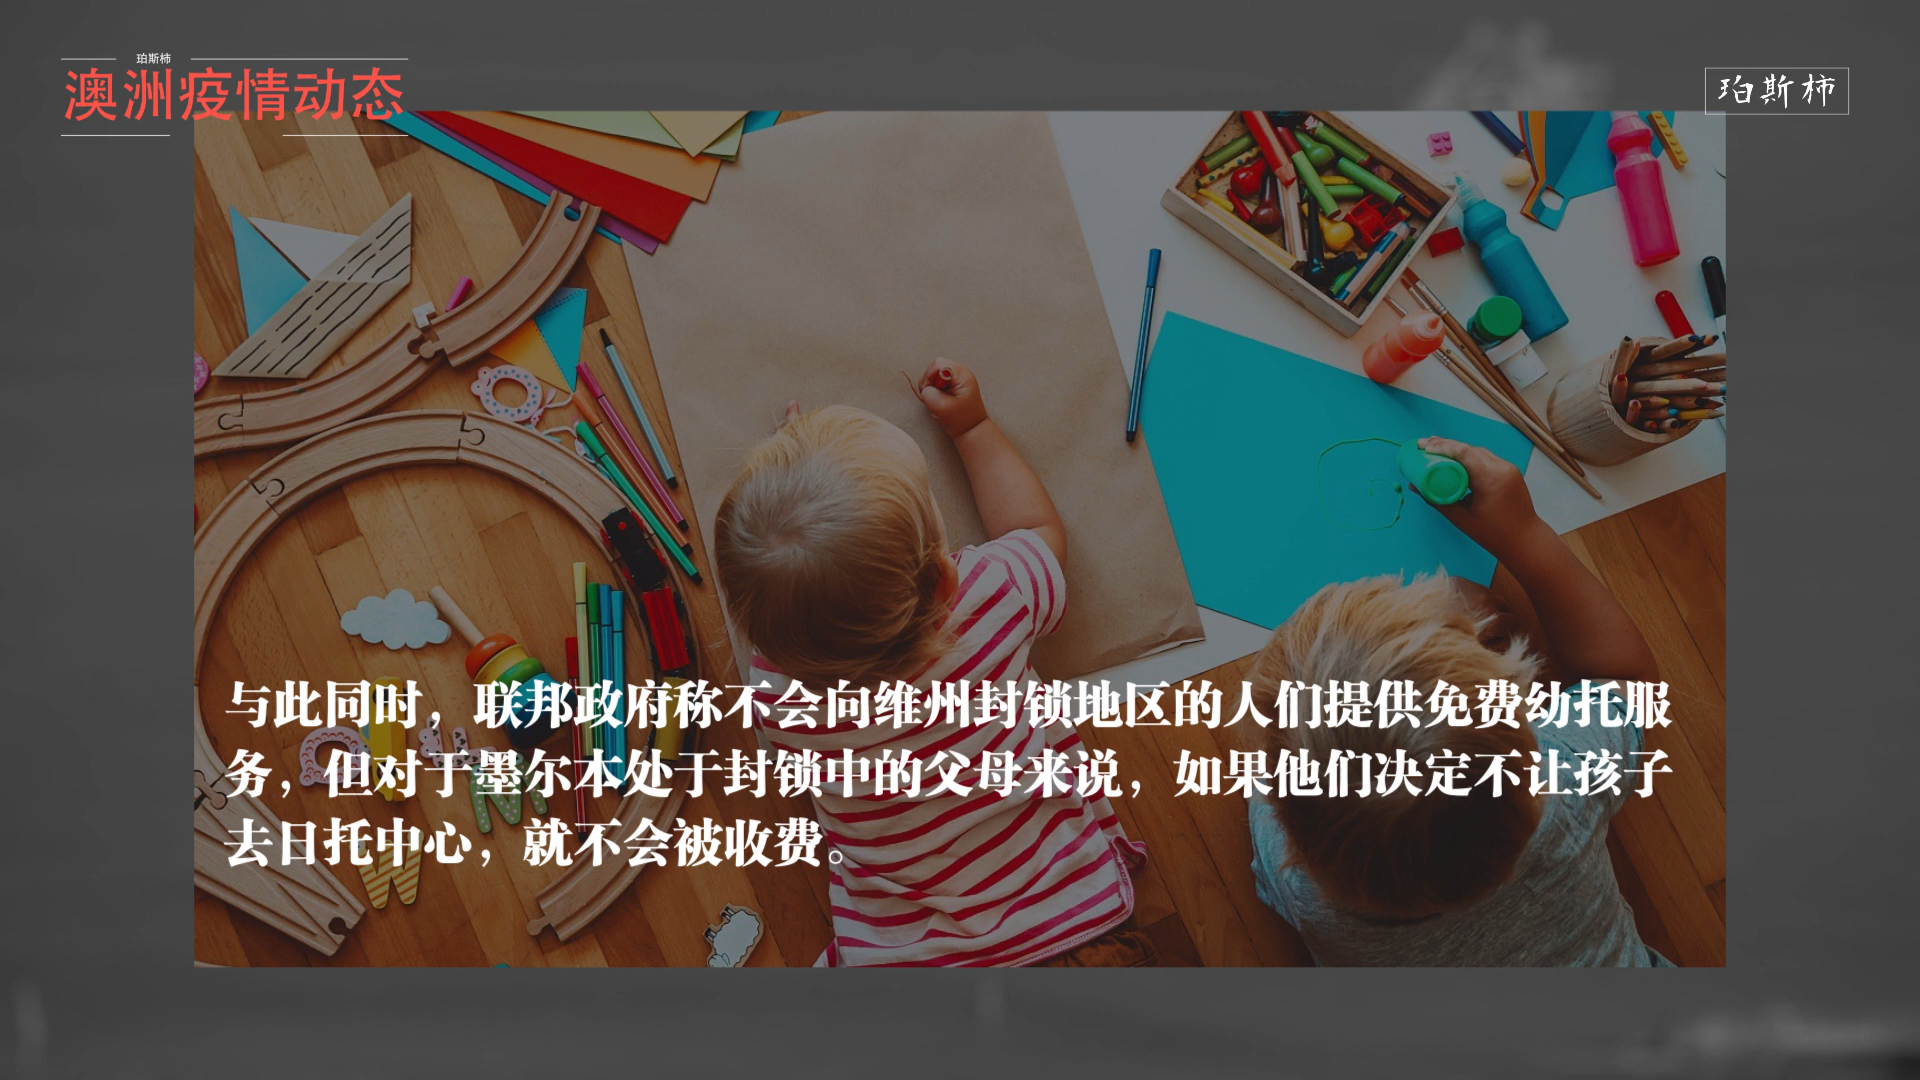 珀斯柿
澳洲疫情动态
珀斯柿
与此同时，联邦政府称不会向维州封锁地区的人们提供免费幼托服
务，但对于墨尔本处于封锁中的父母来说，如果他们决定不让孩子
去日托中心，就不会被收费。